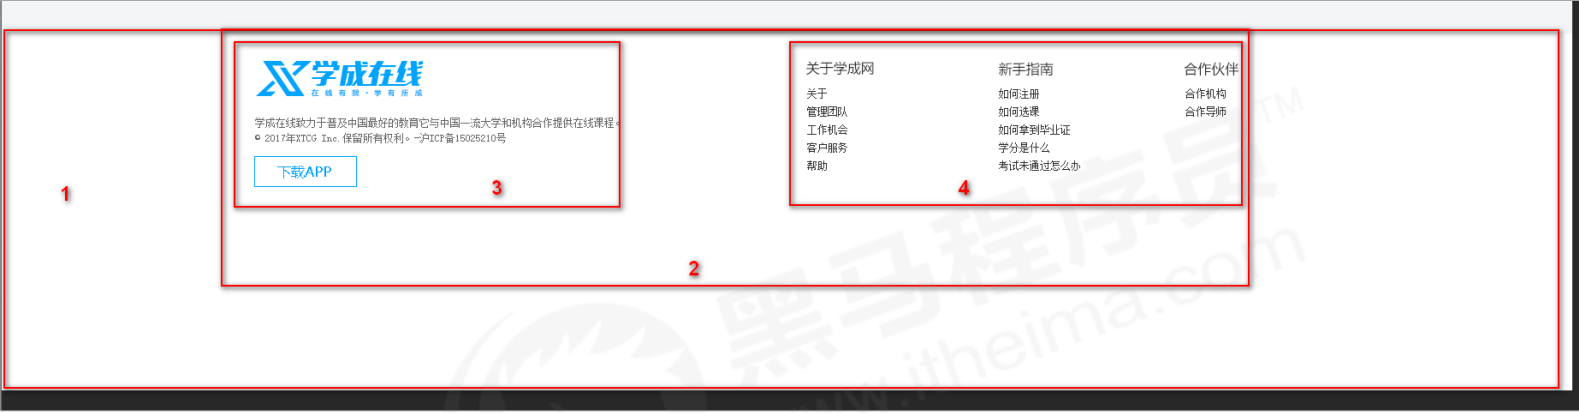 学成在线
在线有我·学有所成
学成在线致力于普及中国最好的教育它与中国一流大学和机构合作提供在线课程。
© 2017年XTCG Inc.保留所有权利。-沪ICP备15025210号
下载APP
3
关于学成网
关于
管理团队
工作机会
客户服务
帮助
新手指南
如何注册
如何选课
如何拿到毕业证
学分是什么
考试未通过怎么办
合作伙伴
合作机构
合作导师
4
1
2
黑马程序员TM
www.itheima.com